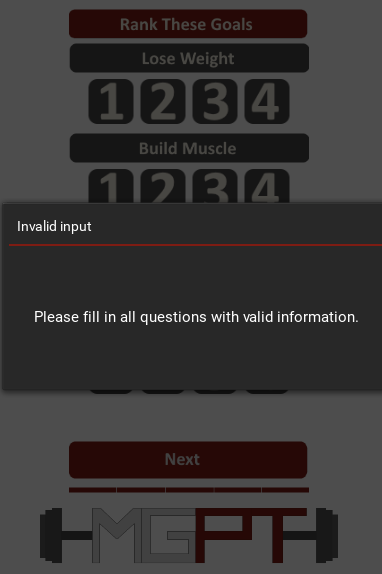 Rank These Goals
Lose Weight
1 2 3 4
Build Muscle
1 2 3 4
Invalid input
Please fill in all questions with valid information.
Next
MGPT